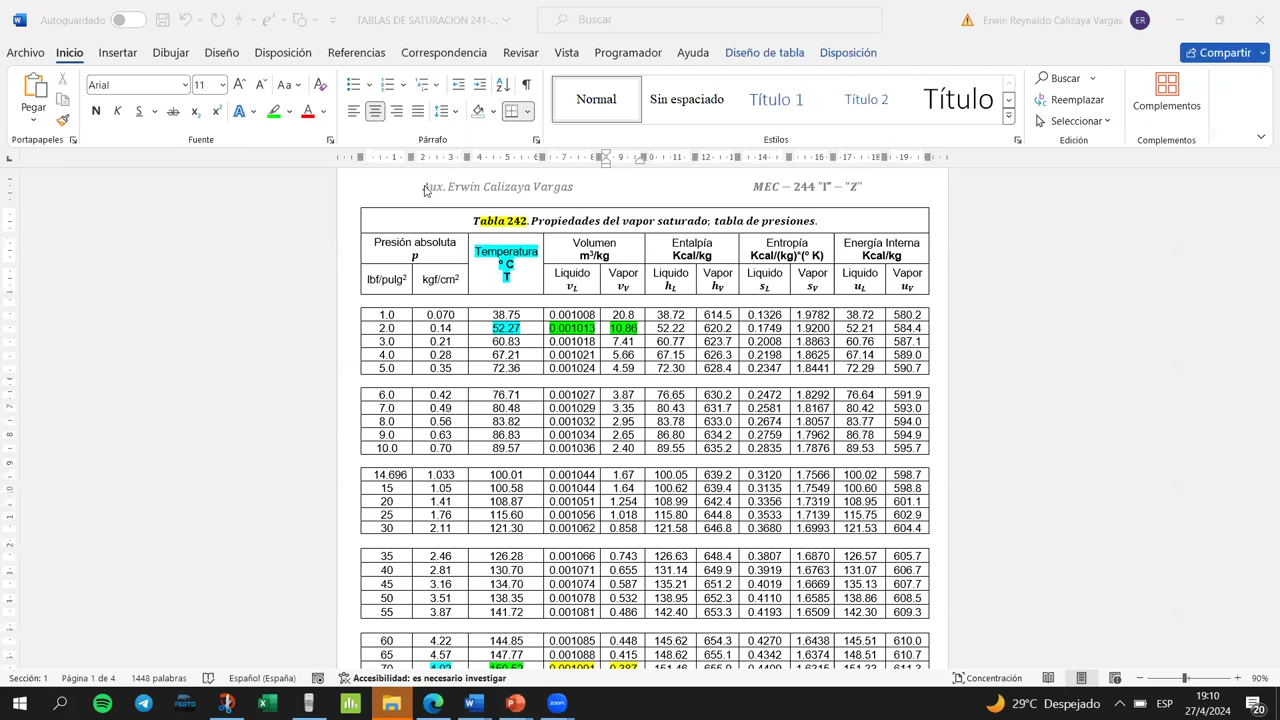 Autoguardado
TABLAS DE SATURACION 241-...
Buscar
Erwin Reynaldo Calizaya Vargas
ER
Archivo Inicio Insertar Dibujar Diseño Disposición Referencias Correspondencia Revisar Vista Programador Ayuda Diseño de tabla Disposición
Compartir
Pegar
Arial 11
N K S
Normal Sin espaciado Título 1 Título 2 Título
Buscar
Reemplazar
Seleccionar
Complementos
Portapapeles Fuente Párrafo Estilos Edición Complementos
Aux. Erwin Calizaya Vargas MEC − 244 "I" − "Z"
Tabla 242. Propiedades del vapor saturado; tabla de presiones.
Presión absoluta p Temperatura º C T Volumen m³/kg Entalpía Kcal/kg Entropía Kcal/(kg)*(º K) Energía Interna Kcal/kg
lbf/pulg² kgf/cm² Liquido vL Vapor vV Liquido hL Vapor hV Liquido sL Vapor sV Liquido uL Vapor uV
1.0 0.070 38.75 0.001008 20.8 38.72 614.5 0.1326 1.9782 38.72 580.2
2.0 0.14 52.27 0.001013 10.86 52.22 620.2 0.1749 1.9200 52.21 584.4
3.0 0.21 60.83 0.001018 7.41 60.77 623.7 0.2008 1.8863 60.76 587.1
4.0 0.28 67.21 0.001021 5.66 67.15 626.3 0.2198 1.8625 67.14 589.0
5.0 0.35 72.36 0.001024 4.59 72.30 628.4 0.2347 1.8441 72.29 590.7
6.0 0.42 76.71 0.001027 3.87 76.65 630.2 0.2472 1.8292 76.64 591.9
7.0 0.49 80.48 0.001029 3.35 80.43 631.7 0.2581 1.8167 80.42 593.0
8.0 0.56 83.82 0.001032 2.95 83.78 633.0 0.2674 1.8057 83.77 594.0
9.0 0.63 86.83 0.001034 2.65 86.80 634.2 0.2759 1.7962 86.78 594.9
10.0 0.70 89.57 0.001036 2.40 89.55 635.2 0.2835 1.7876 89.53 595.7
14.696 1.033 100.01 0.001044 1.67 100.05 639.2 0.3120 1.7566 100.02 598.7
15 1.05 100.58 0.001044 1.64 100.62 639.4 0.3135 1.7549 100.60 598.8
20 1.41 108.87 0.001051 1.254 108.99 642.4 0.3356 1.7319 108.95 601.1
25 1.76 115.60 0.001056 1.018 115.80 644.8 0.3533 1.7139 115.75 602.9
30 2.11 121.30 0.001062 0.858 121.58 646.8 0.3680 1.6993 121.53 604.4
35 2.46 126.28 0.001066 0.743 126.63 648.4 0.3807 1.6870 126.57 605.7
40 2.81 130.70 0.001071 0.655 131.14 649.9 0.3919 1.6763 131.07 606.7
45 3.16 134.70 0.001074 0.587 135.21 651.2 0.4019 1.6669 135.13 607.7
50 3.51 138.35 0.001078 0.532 138.95 652.3 0.4110 1.6585 138.86 608.5
55 3.87 141.72 0.001081 0.486 142.40 653.3 0.4193 1.6509 142.30 609.3
60 4.22 144.85 0.001085 0.448 145.62 654.3 0.4270 1.6438 145.51 610.0
65 4.57 147.77 0.001088 0.415 148.62 655.1 0.4342 1.6374 148.51 610.7
Sección: 1 Página 1 de 4 1448 palabras Español (España) Accesibilidad: es necesario investigar Concentración 90%
29°C Despejado ESP 19:10
27/4/2024
20